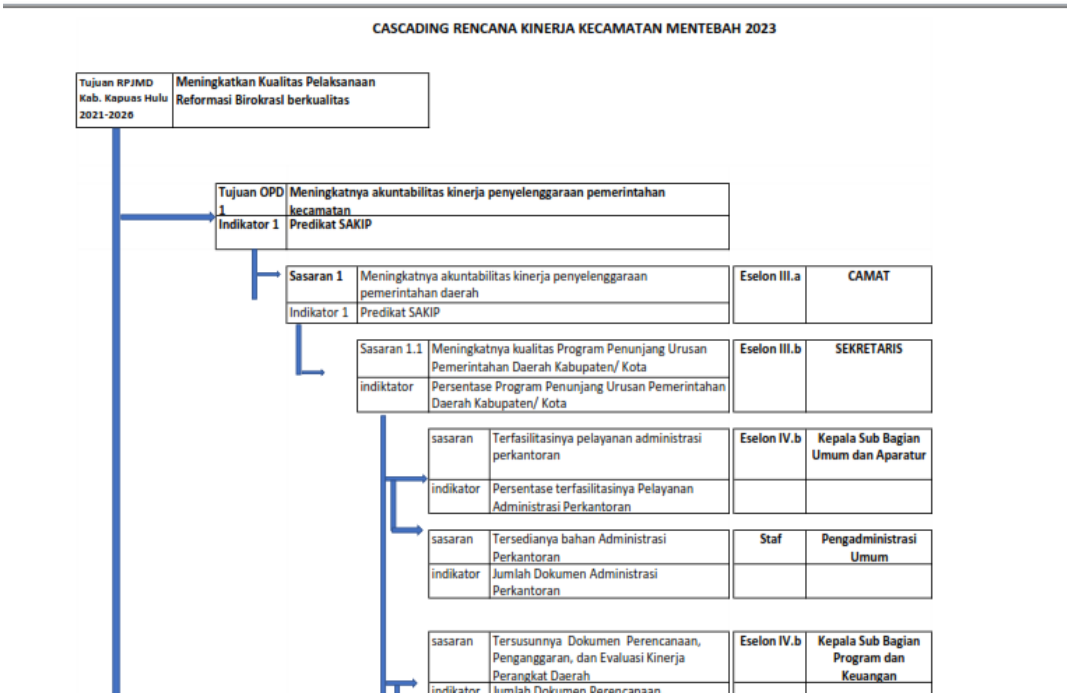 CASCADING RENCANA KINERJA KECAMATAN MENTEBAH 2023
Tujuan RPJMD
Kab. Kapuas Hulu
2021-2026
Meningkatkan Kualitas Pelaksanaan
Reformasi Birokrasl berkualitas
Tujuan OPD
1
Meningkatnya akuntabilitas kinerja penyelenggaraan pemerintahan
kecamatan
Indikator 1
Predikat SAKIP
Sasaran 1
Meningkatnya akuntabilitas kinerja penyelenggaraan
pemerintahan daerah
Eselon III.a
CAMAT
Indikator 1
Predikat SAKIP
Sasaran 1.1
Meningkatnya kualitas Program Penunjang Urusan
Pemerintahan Daerah Kabupaten/ Kota
Eselon III.b
SEKRETARIS
indiktator
Persentase Program Penunjang Urusan Pemerintahan
Daerah Kabupaten/ Kota
sasaran
Terfasilitasinya pelayanan administrasi
perkantoran
Eselon IV.b
Kepala Sub Bagian
Umum dan Aparatur
indikator
Persentase terfasilitasinya Pelayanan
Administrasi Perkantoran
sasaran
Tersedianya bahan Administrasi
Perkantoran
Staf
Pengadministrasi
Umum
indikator
Jumlah Dokumen Administrasi
Perkantoran
sasaran
Tersusunnya Dokumen Perencanaan,
Penganggaran, dan Evaluasi Kinerja
Perangkat Daerah
Eselon IV.b
Kepala Sub Bagian
Program dan
Keuangan
indikator
Jumlah Dokumen Perencanaan